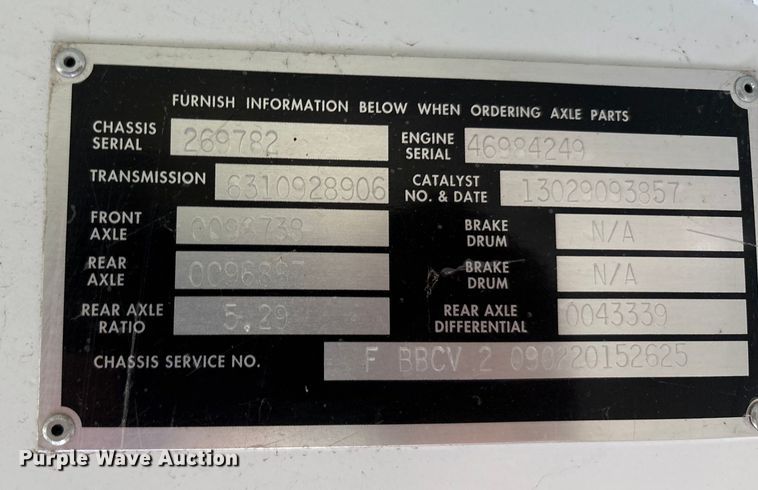 FURNISH INFORMATION BELOW WHEN ORDERING AXLE PARTS
CHASSIS SERIAL 269782 ENGINE SERIAL 46984249
TRANSMISSION 6310928906 CATALYST NO. & DATE 13029093857
FRONT AXLE BRAKE DRUM N/A
REAR AXLE BRAKE DRUM N/A
REAR AXLE RATIO 5.29 REAR AXLE DIFFERENTIAL 0043339
CHASSIS SERVICE NO. F BBCV 2 090220152625
Purple Wave Auction